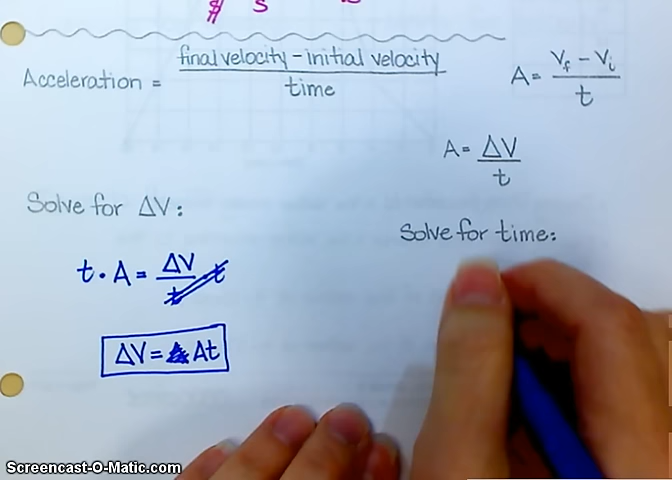 $ s
Acceleration = final velocity - initial velocity
time
A = Vf - Vi
t
A = ΔV
t
Solve for ΔV:
Solve for time:
t · A = ΔV · t
t
ΔV = At
Screencast-O-Matic.com